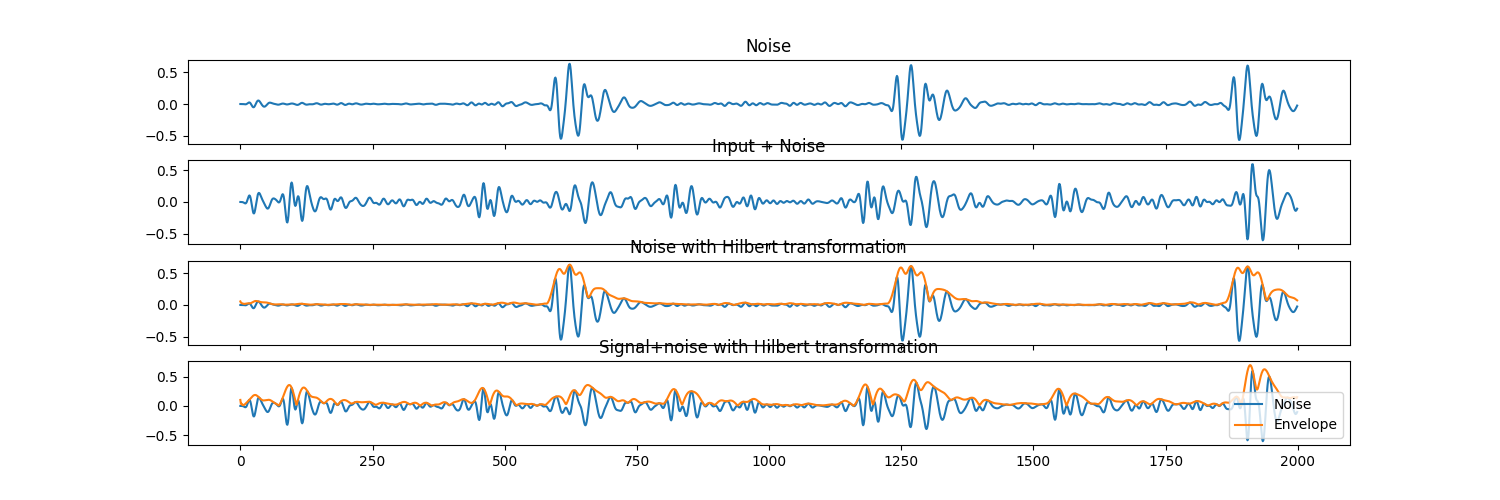 Noise
0.5
0.0
−0.5
Input + Noise
0.5
0.0
−0.5
Noise with Hilbert transformation
0.5
0.0
−0.5
Signal+noise with Hilbert transformation
0.5
0.0
−0.5
Noise
Envelope
0 250 500 750 1000 1250 1500 1750 2000